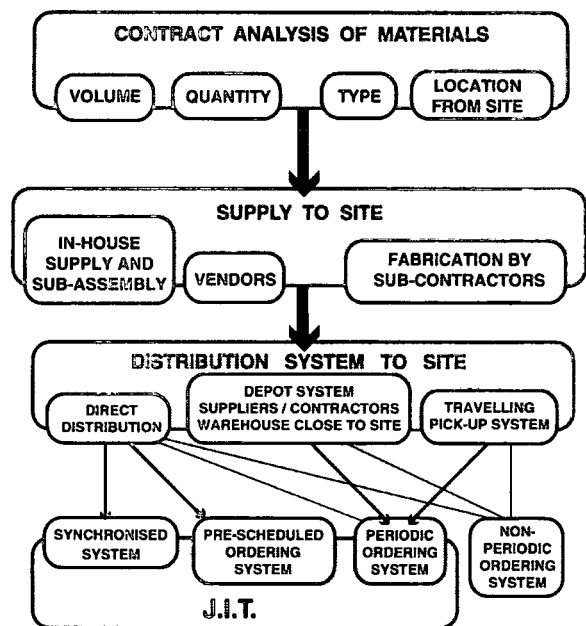 CONTRACT ANALYSIS OF MATERIALS
VOLUME
QUANTITY
TYPE
LOCATION
FROM SITE
SUPPLY TO SITE
IN-HOUSE
SUPPLY AND
SUB-ASSEMBLY
VENDORS
FABRICATION BY
SUB-CONTRACTORS
DISTRIBUTION SYSTEM TO SITE
DIRECT
DISTRIBUTION
DEPOT SYSTEM
SUPPLIERS / CONTRACTORS
WAREHOUSE CLOSE TO SITE
TRAVELLING
PICK-UP SYSTEM
SYNCHRONISED
SYSTEM
PRE-SCHEDULED
ORDERING
SYSTEM
PERIODIC
ORDERING
SYSTEM
NON-
PERIODIC
ORDERING
SYSTEM
J.I.T.